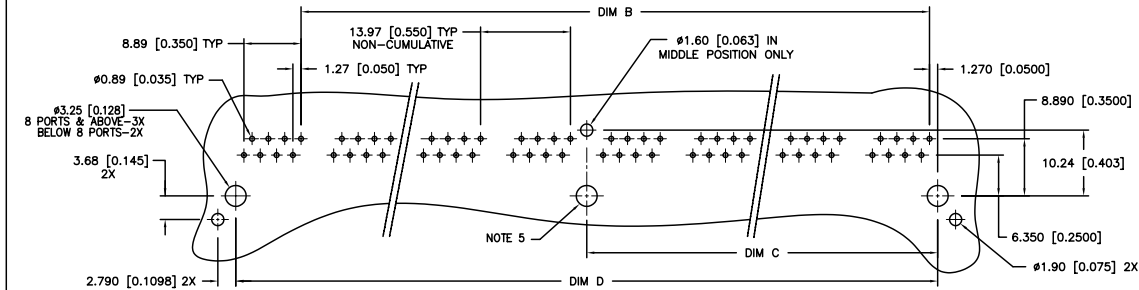 DIM B
13.97 [0.550] TYP
NON-CUMULATIVE
8.89 [0.350] TYP
ø1.60 [0.063] IN
MIDDLE POSITION ONLY
1.27 [0.050] TYP
1.270 [0.0500]
ø0.89 [0.035] TYP
8.890 [0.3500]
ø3.25 [0.128]
8 PORTS & ABOVE-3X
BELOW 8 PORTS-2X
10.24 [0.403]
3.68 [0.145]
2X
NOTE 5
6.350 [0.2500]
DIM C
ø1.90 [0.075] 2X
2.790 [0.1098] 2X
DIM D